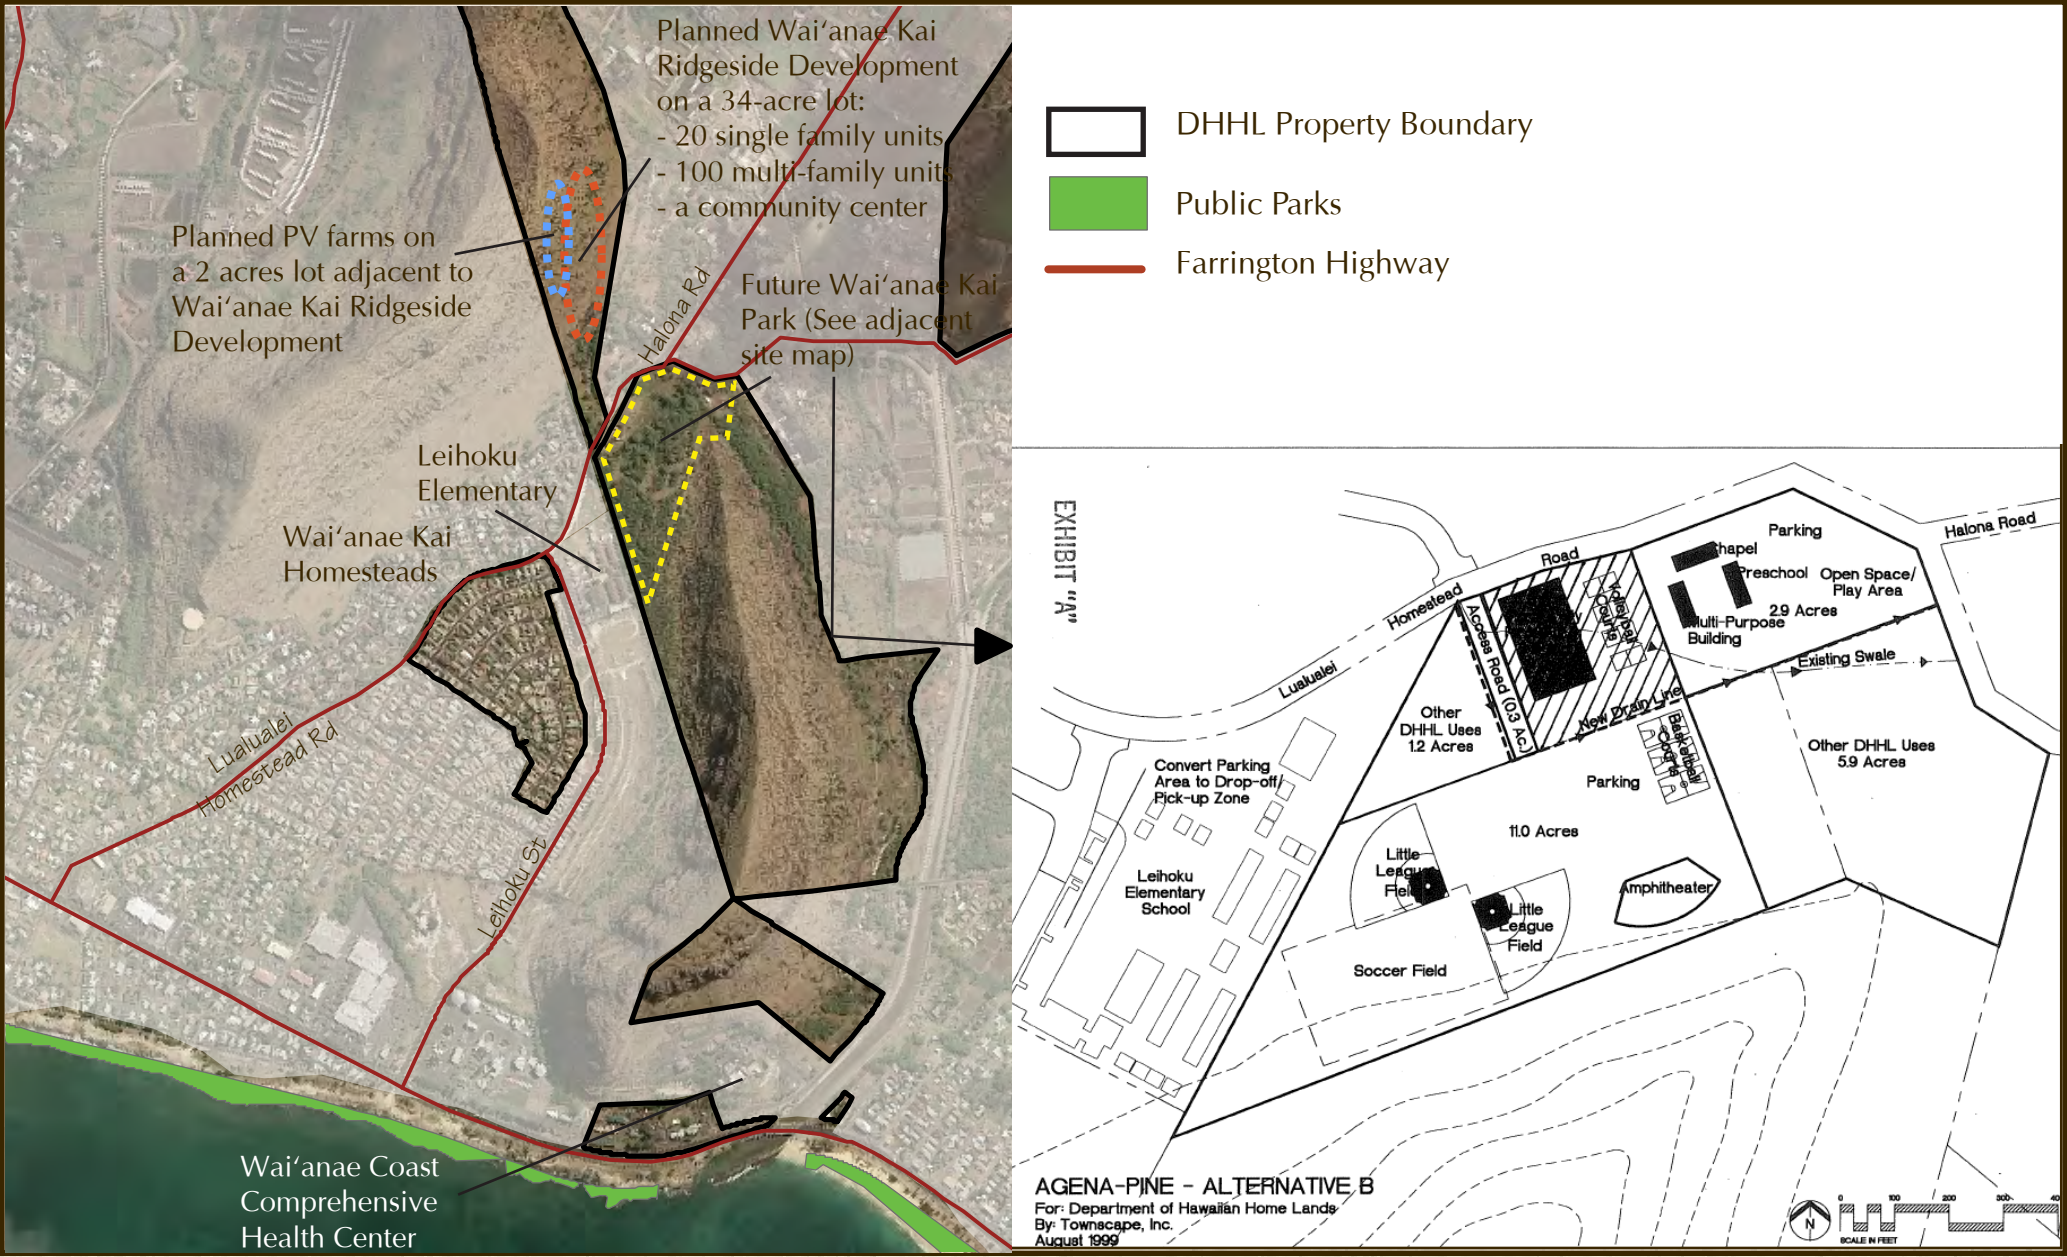 Planned Wai‘anae Kai
Ridgeside Development
on a 34-acre lot:
- 20 single family units
- 100 multi-family units
- a community center
Planned PV farms on
a 2 acres lot adjacent to
Wai‘anae Kai Ridgeside
Development
Halona Rd
Future Wai‘anae Kai
Park (See adjacent
site map)
Leihoku
Elementary
Wai‘anae Kai
Homesteads
Lualualei
Homestead Rd
Leihoku St
Wai‘anae Coast
Comprehensive
Health Center
DHHL Property Boundary
Public Parks
Farrington Highway
EXHIBIT "A"
Halona Road
Parking
Chapel
Preschool
Open Space/
Play Area
2.9 Acres
Multi-Purpose
Building
Existing Swale
Road
Homestead
Lualualei
Access Road (0.3 Ac.)
Volleyball
Courts
New Drain Line
Other
DHHL Uses
1.2 Acres
Basketball
Courts
Other DHHL Uses
5.9 Acres
Convert Parking
Area to Drop-off/
Pick-up Zone
Parking
11.0 Acres
Little
League
Field
Little
League
Field
Amphitheater
Leihoku
Elementary
School
Soccer Field
AGENA-PINE - ALTERNATIVE B
For: Department of Hawaiian Home Lands
By: Townscape, Inc.
August 1999
N
0 100 200 300 40
SCALE IN FEET